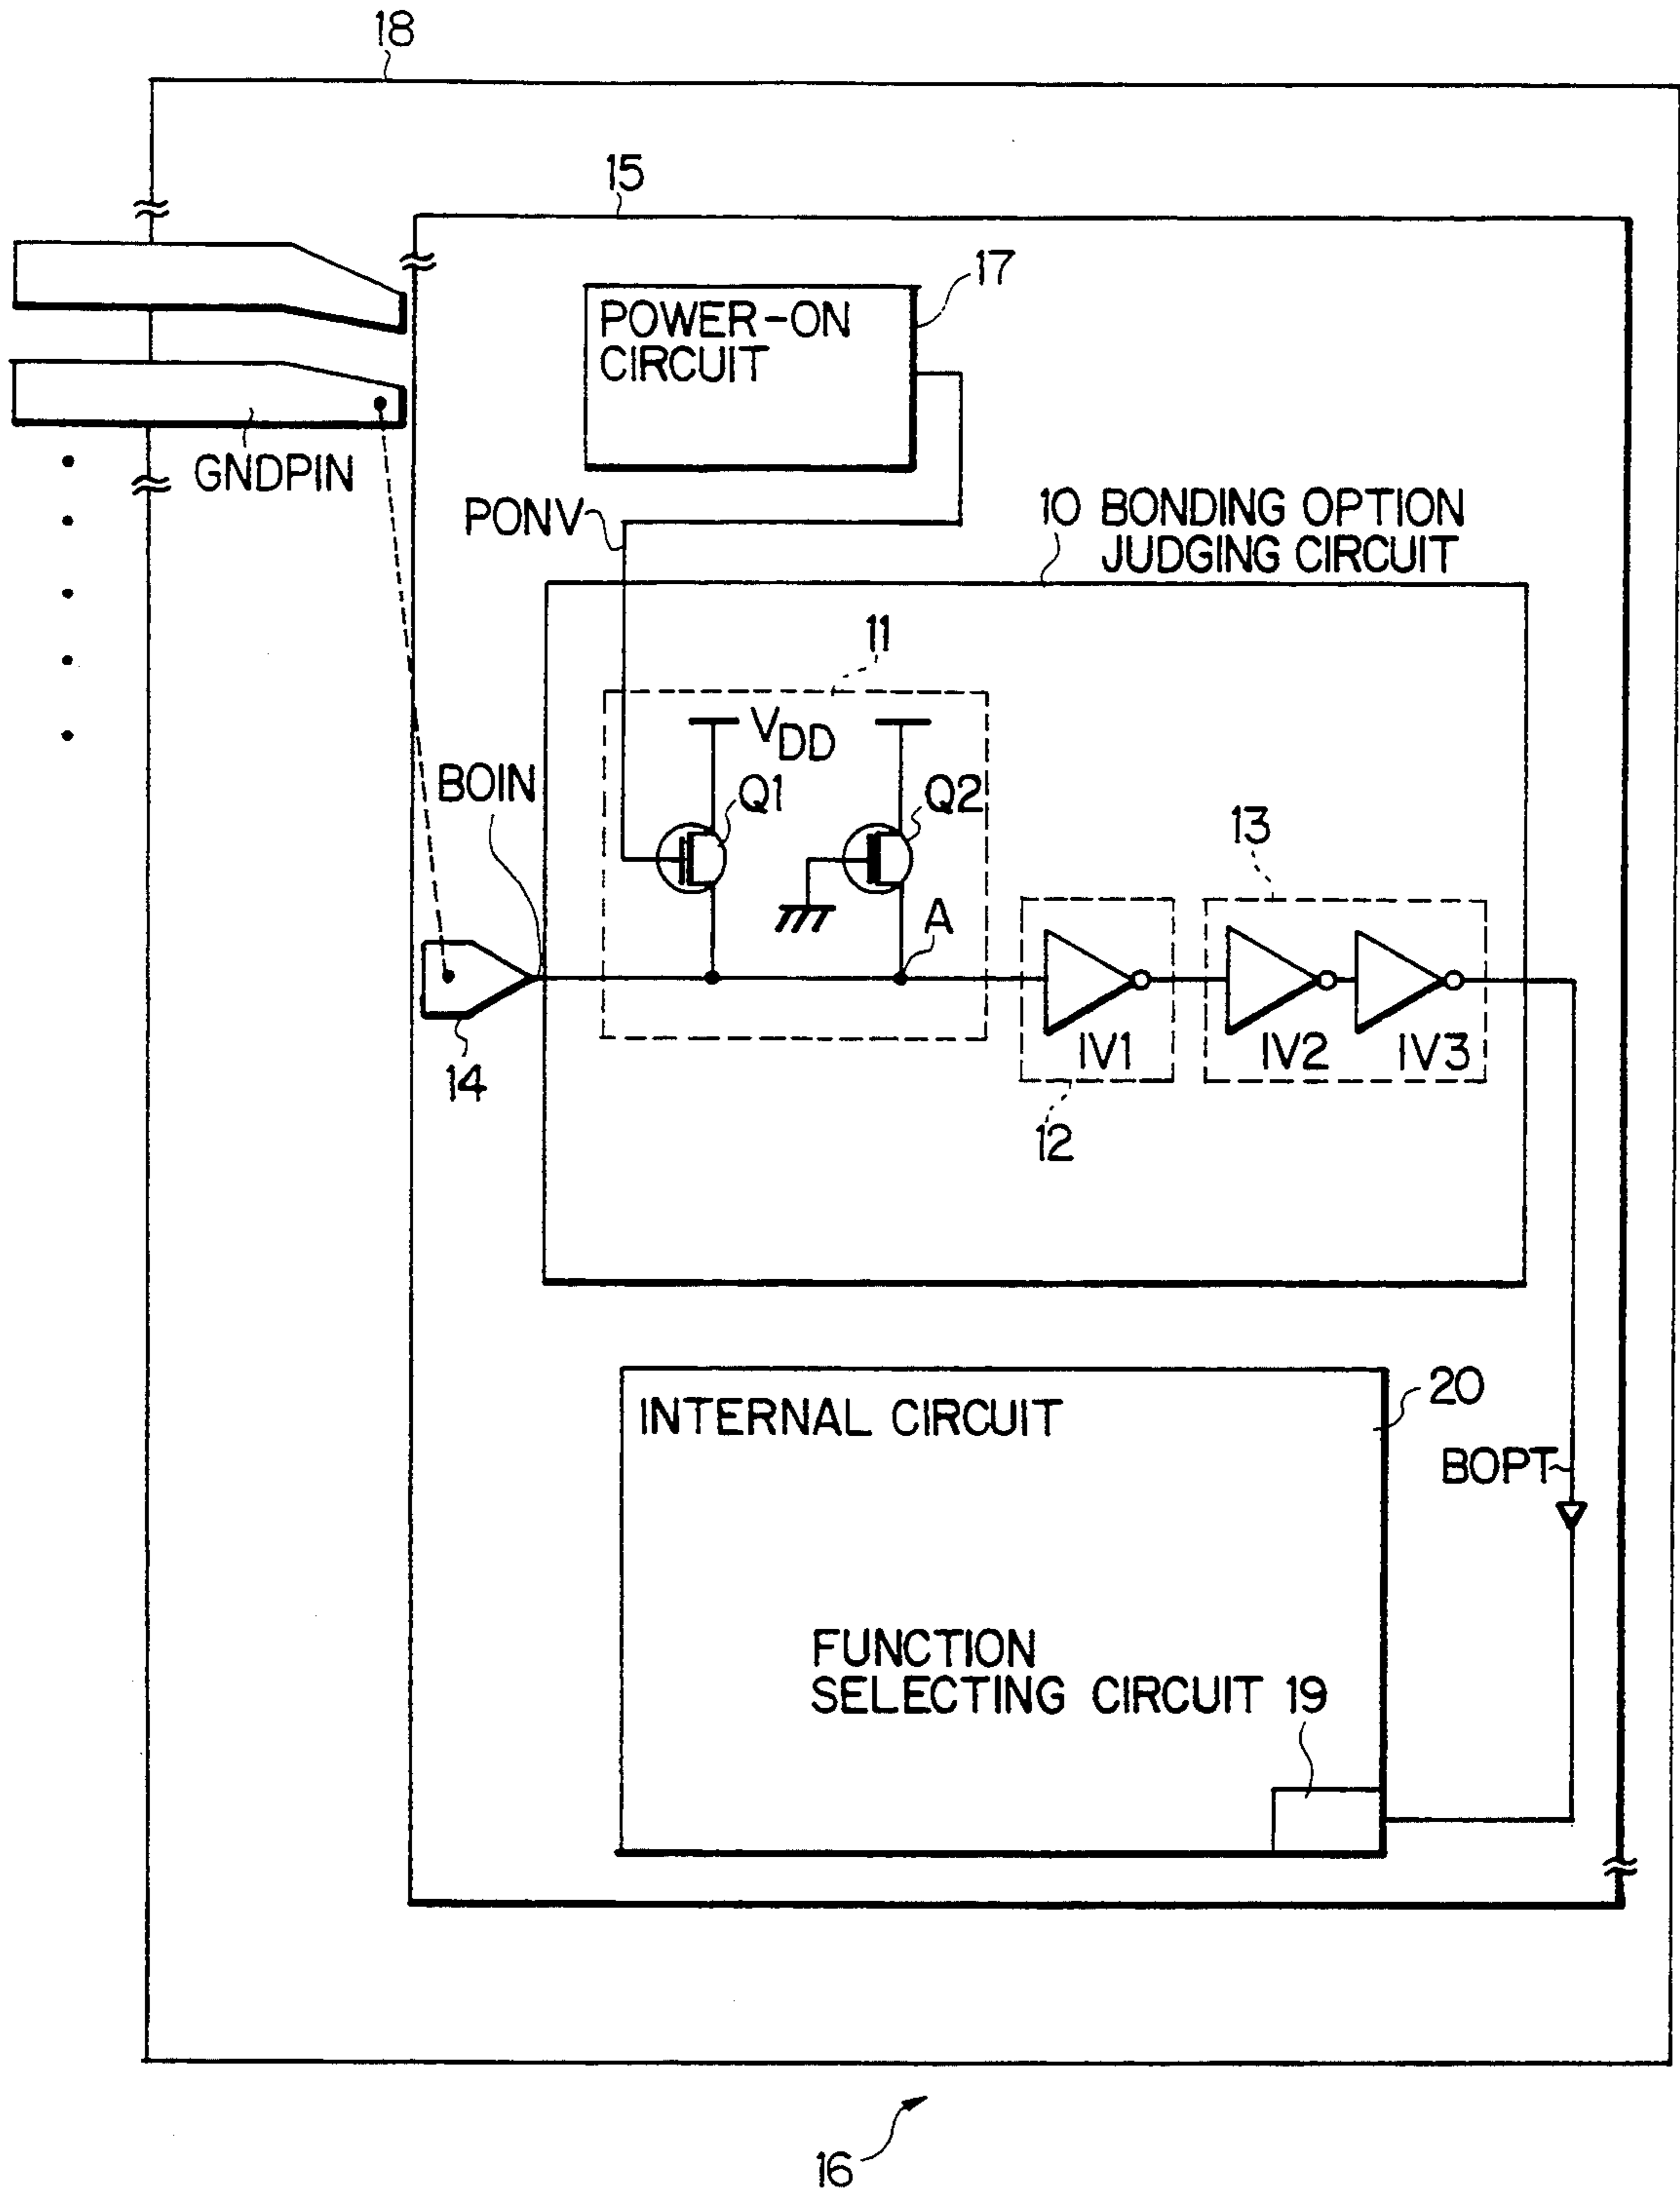 18
15
17
POWER-ON
CIRCUIT
GNDPIN
PONV
10 BONDING OPTION
JUDGING CIRCUIT
11
VDD
BOIN
Q1
Q2
13
A
14
IV1
IV2
IV3
12
20
INTERNAL CIRCUIT
BOPT
FUNCTION
SELECTING CIRCUIT 19
16